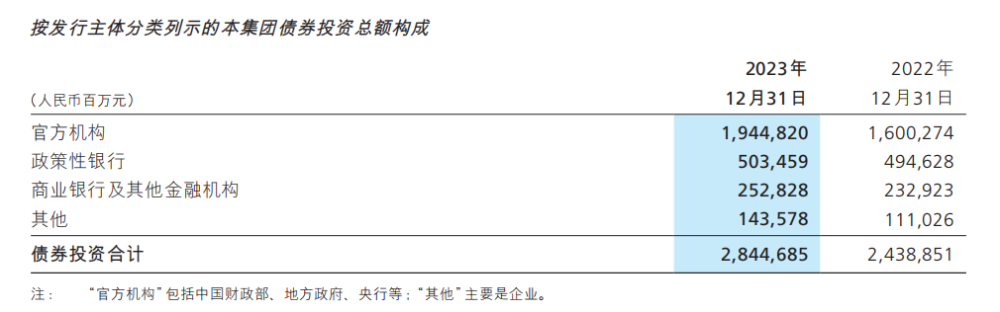 按发行主体分类列示的本集团债券投资总额构成
2023年 2022年
(人民币百万元) 12月31日 12月31日
官方机构 1,944,820 1,600,274
政策性银行 503,459 494,628
商业银行及其他金融机构 252,828 232,923
其他 143,578 111,026
债券投资合计 2,844,685 2,438,851
注： “官方机构”包括中国财政部、地方政府、央行等；“其他”主要是企业。